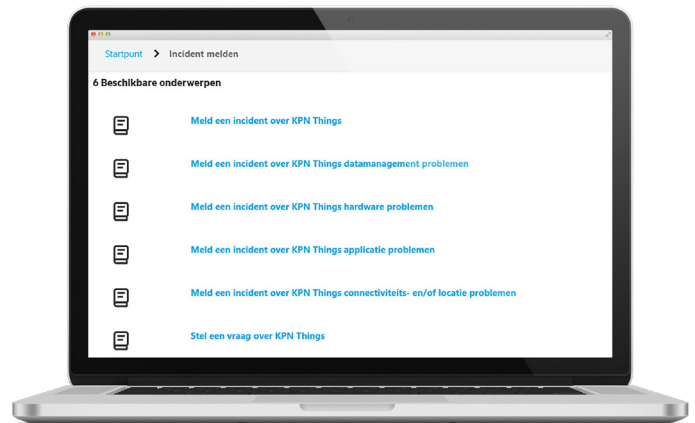 Startpunt > Incident melden
6 Beschikbare onderwerpen
Meld een incident over KPN Things
Meld een incident over KPN Things datamanagement problemen
Meld een incident over KPN Things hardware problemen
Meld een incident over KPN Things applicatie problemen
Meld een incident over KPN Things connectiviteits- en/of locatie problemen
Stel een vraag over KPN Things